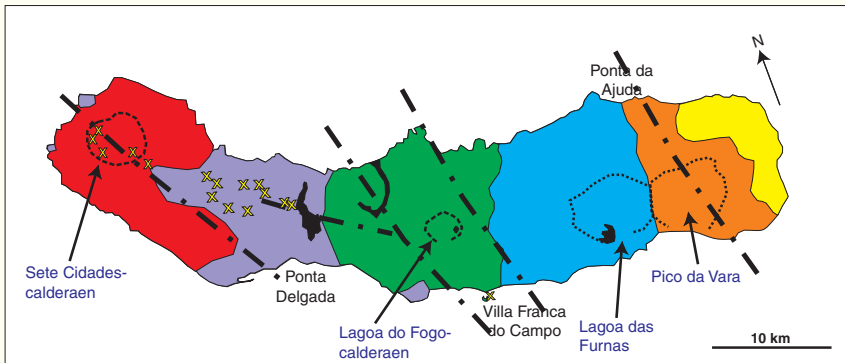 Ponta da
Ajuda
N
Sete Cidades-
calderaen
Ponta
Delgada
Lagoa do Fogo-
calderaen
Villa Franca
do Campo
Lagoa das
Furnas
Pico da Vara
10 km